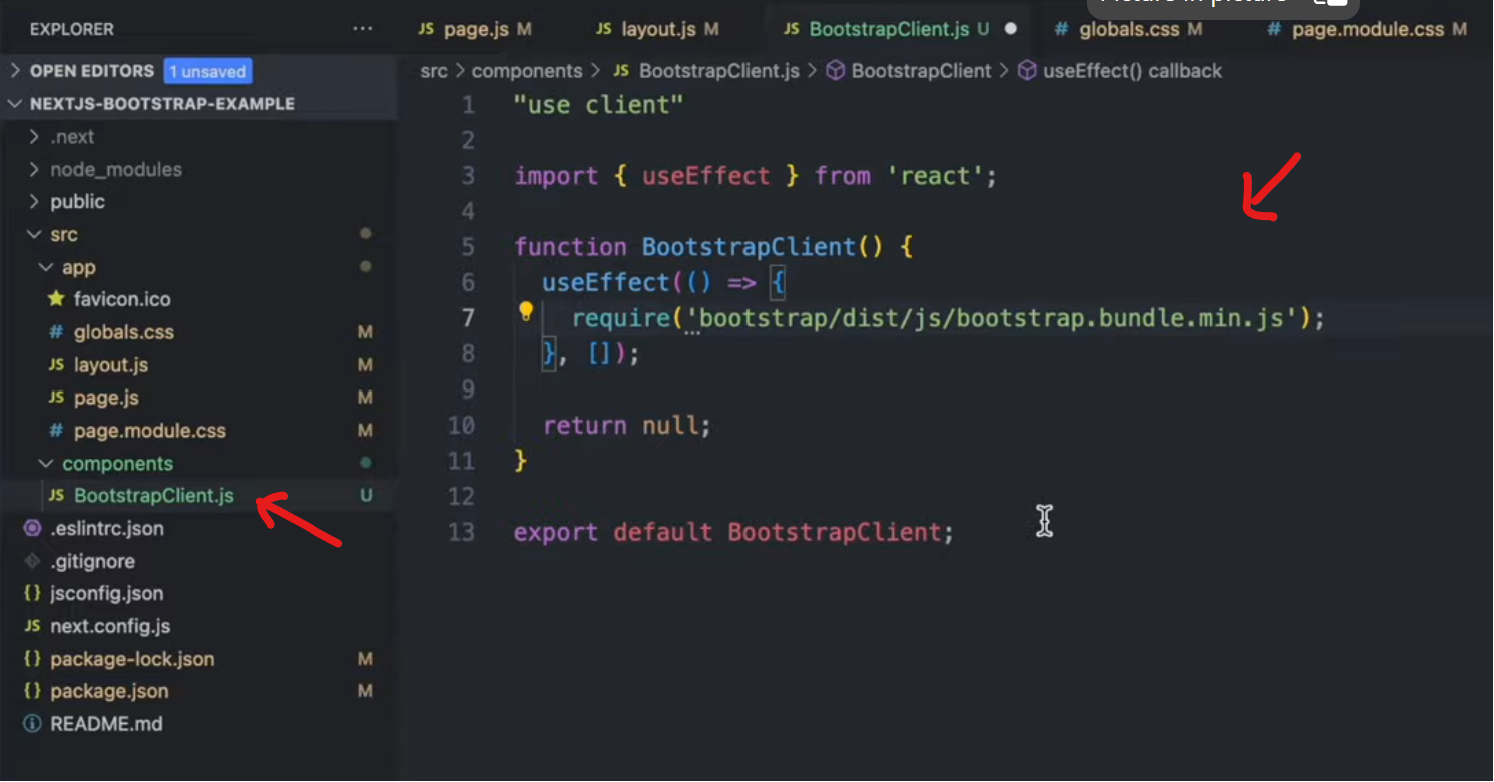 Picture in picture
EXPLORER ...
JS page.js M JS layout.js M JS BootstrapClient.js U ● # globals.css M # page.module.css M
OPEN EDITORS 1 unsaved
src > components > JS BootstrapClient.js > BootstrapClient > useEffect() callback
NEXTJS-BOOTSTRAP-EXAMPLE
> .next
> node_modules
> public
src
app
favicon.ico
# globals.css M
JS layout.js M
JS page.js M
# page.module.css M
components
JS BootstrapClient.js U
.eslintrc.json
.gitignore
{} jsconfig.json
JS next.config.js
{} package-lock.json M
{} package.json M
README.md
1 "use client"
2
3 import { useEffect } from 'react';
4
5 function BootstrapClient() {
6 useEffect(() => {
7 require('bootstrap/dist/js/bootstrap.bundle.min.js');
8 }, []);
9
10 return null;
11 }
12
13 export default BootstrapClient;